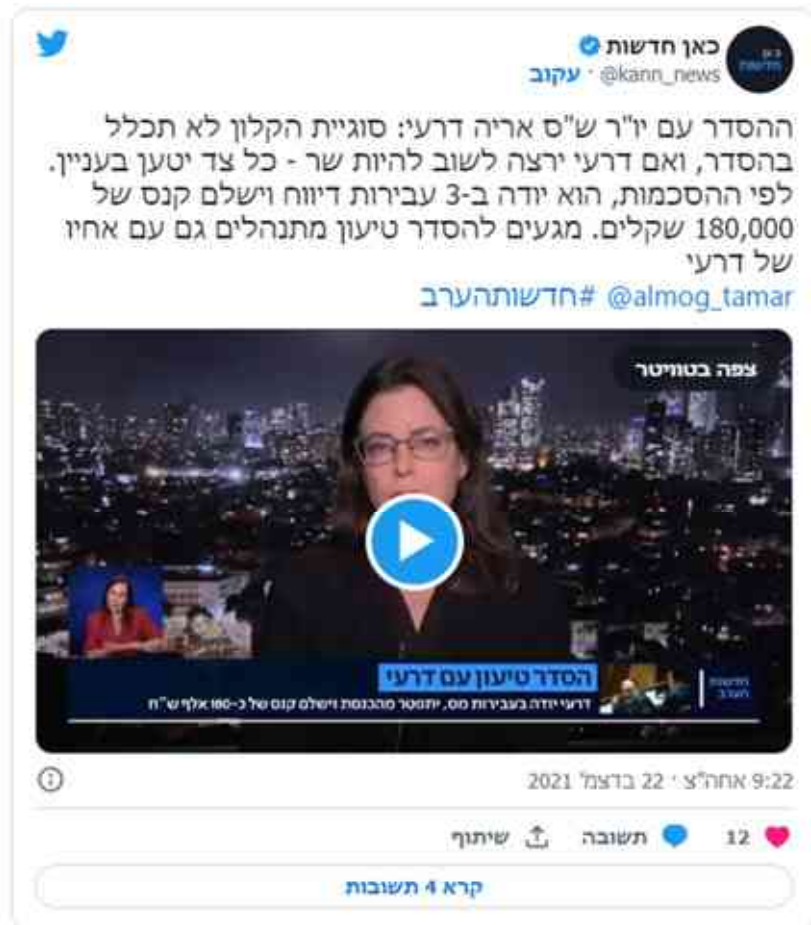 כאן חדשות
@kann_news · עקוב
ההסדר עם יו"ר ש"ס אריה דרעי: סוגיית הקלון לא תכלל
בהסדר, ואם דרעי ירצה לשוב להיות שר - כל צד יטען בעניין.
לפי ההסכמות, הוא יודה ב-3 עבירות דיווח וישלם קנס של
180,000 שקלים. מגעים להסדר טיעון מתנהלים גם עם אחיו
של דרעי
@almog_tamar #חדשותהערב
צפה בטוויטר
הסדר טיעון עם דרעי
דרעי יודה בעבירות מס, יתפטר מהכנסת וישלם קנס של כ-180 אלף ש"ח
חדשות
הערב
9:22 אחה"צ · 22 בדצמ' 2021
12 תשובה שיתוף
קרא 4 תשובות